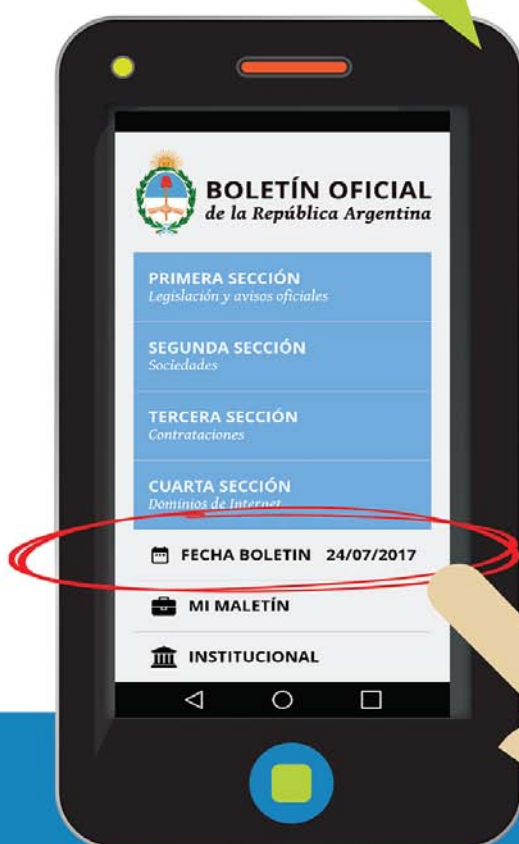 BOLETÍN OFICIAL
de la República Argentina
PRIMERA SECCIÓN
Legislación y avisos oficiales
SEGUNDA SECCIÓN
Sociedades
TERCERA SECCIÓN
Contrataciones
CUARTA SECCIÓN
Dominios de Internet
FECHA BOLETIN 24/07/2017
MI MALETÍN
INSTITUCIONAL